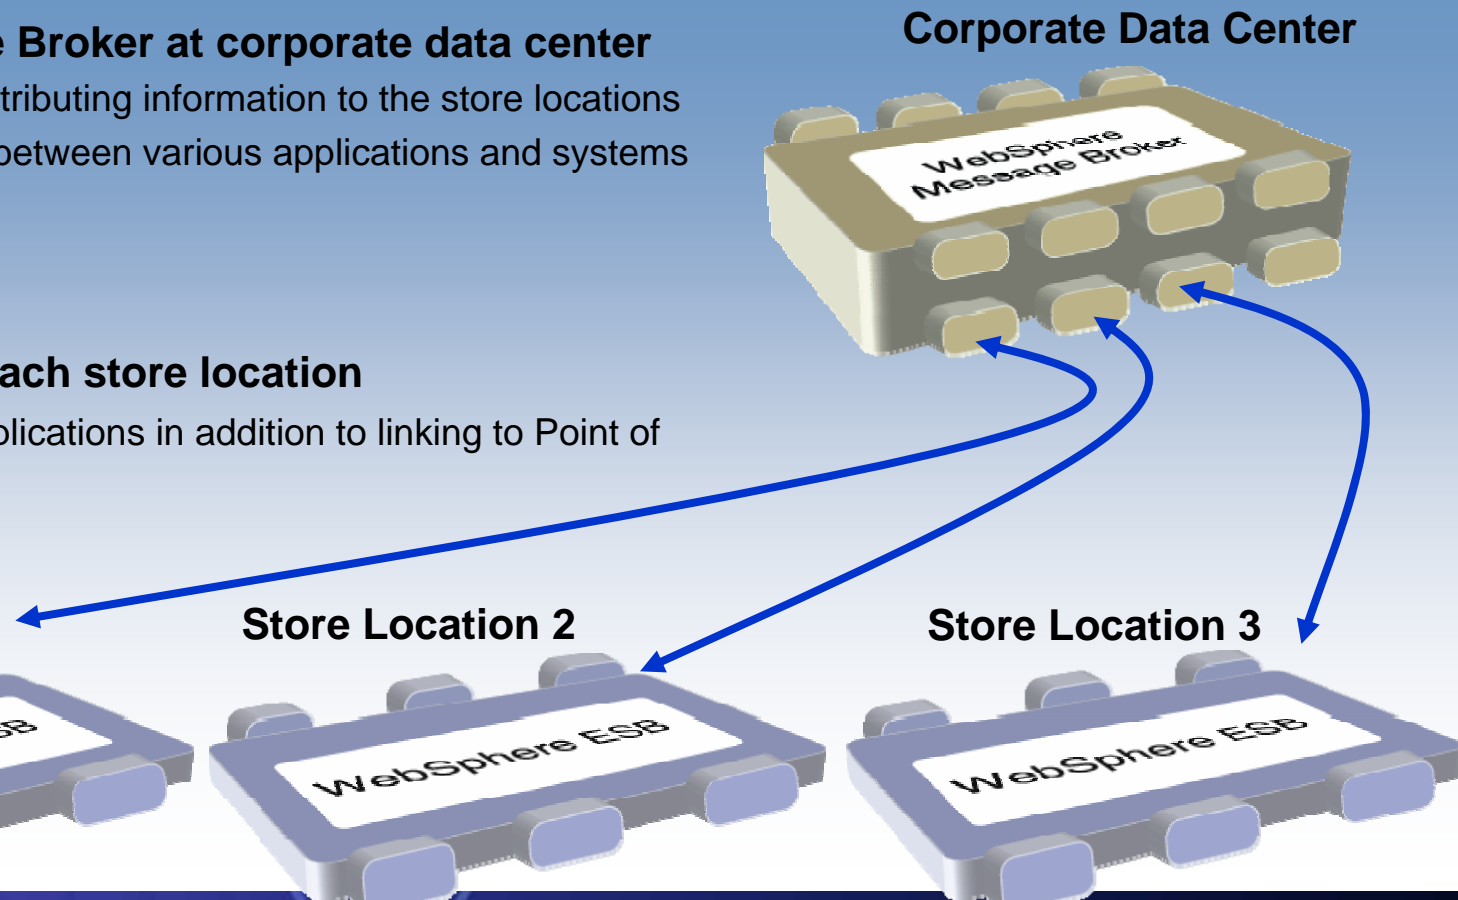 Broker at corporate data center
Corporate Data Center
tributing information to the store locations
between various applications and systems
WebSphere
Message Broker
ach store location
plications in addition to linking to Point of
Store Location 2
Store Location 3
WebSphere ESB
WebSphere ESB